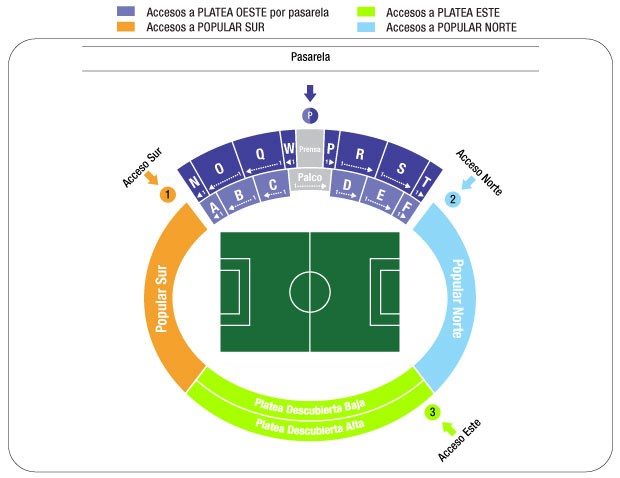 Accesos a PLATEA OESTE por pasarela
Accesos a PLATEA ESTE
Accesos a POPULAR SUR
Accesos a POPULAR NORTE
Pasarela
P
N
O
Q
W
Prensa
P
R
S
T
A
B
C
Palco
D
E
F
Acceso Sur
1
Acceso Norte
2
Popular Sur
Popular Norte
Platea Descubierta Baja
Platea Descubierta Alta
3
Acceso Este